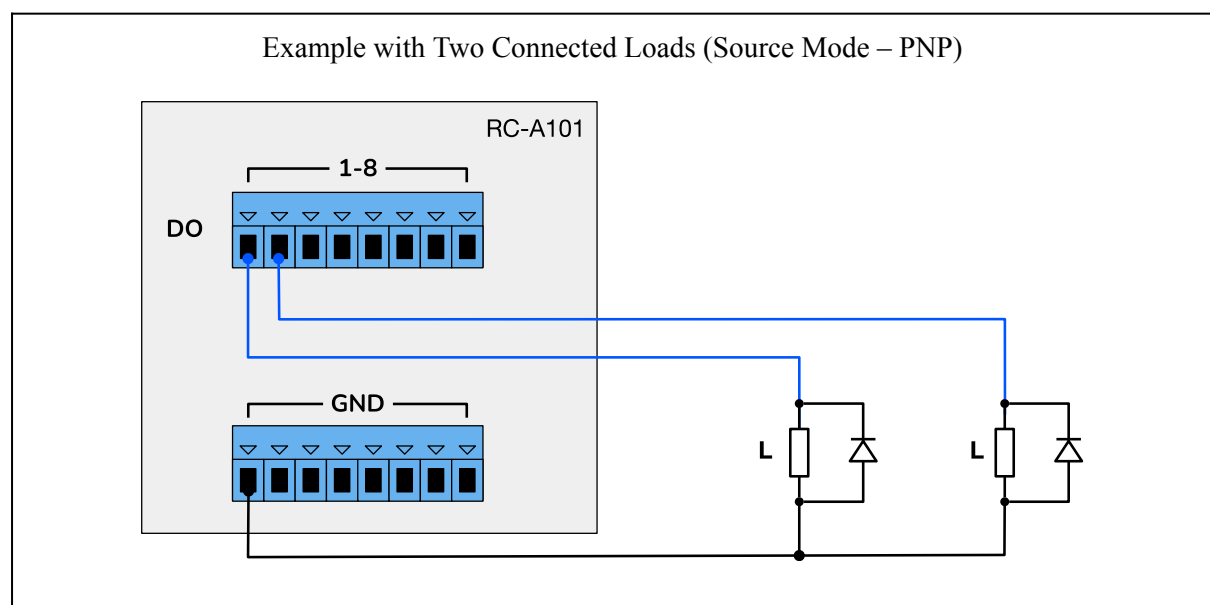 Example with Two Connected Loads (Source Mode – PNP)
RC-A101
1-8
DO
GND
L
L